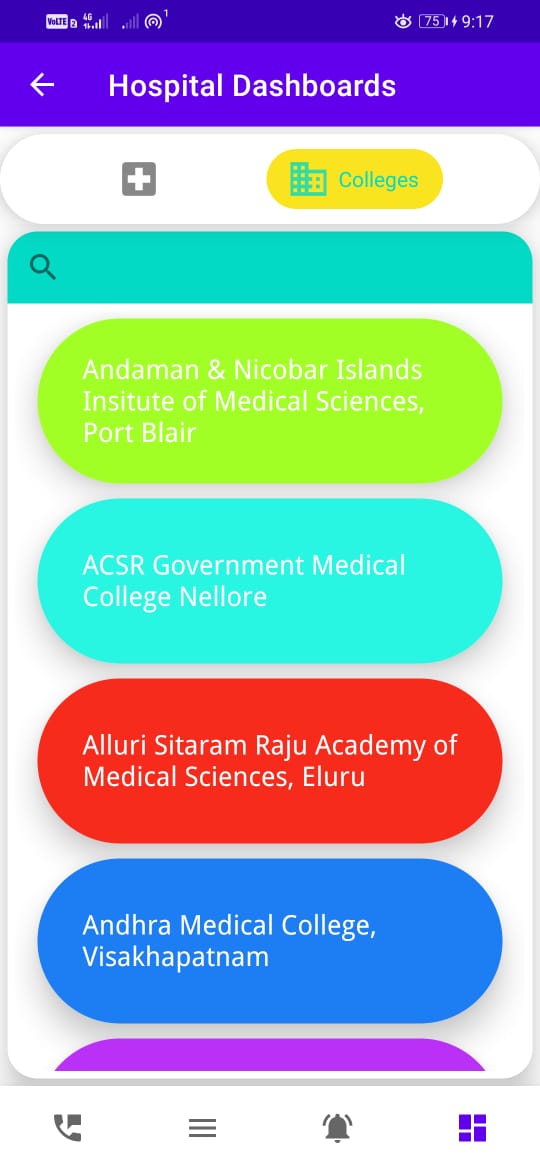 VoLTE 2 4G 1 75 9:17
Hospital Dashboards
Colleges
Andaman & Nicobar Islands
Insitute of Medical Sciences,
Port Blair
ACSR Government Medical
College Nellore
Alluri Sitaram Raju Academy of
Medical Sciences, Eluru
Andhra Medical College,
Visakhapatnam